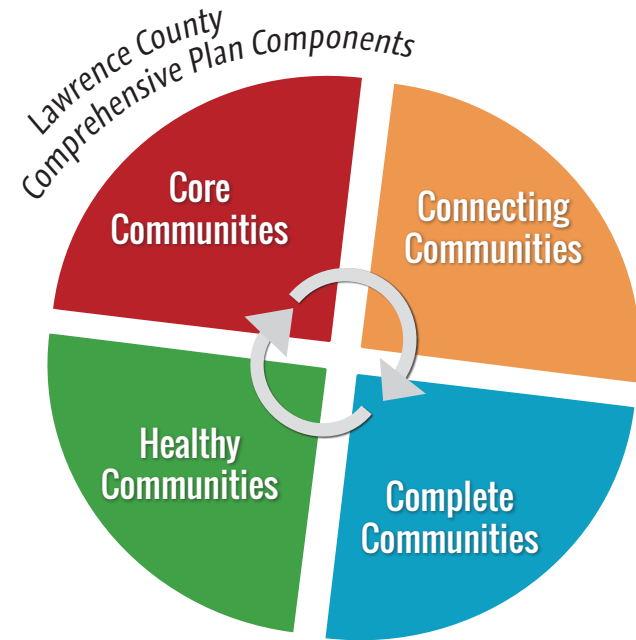 Lawrence County
Comprehensive Plan Components
Core
Communities
Connecting
Communities
Healthy
Communities
Complete
Communities